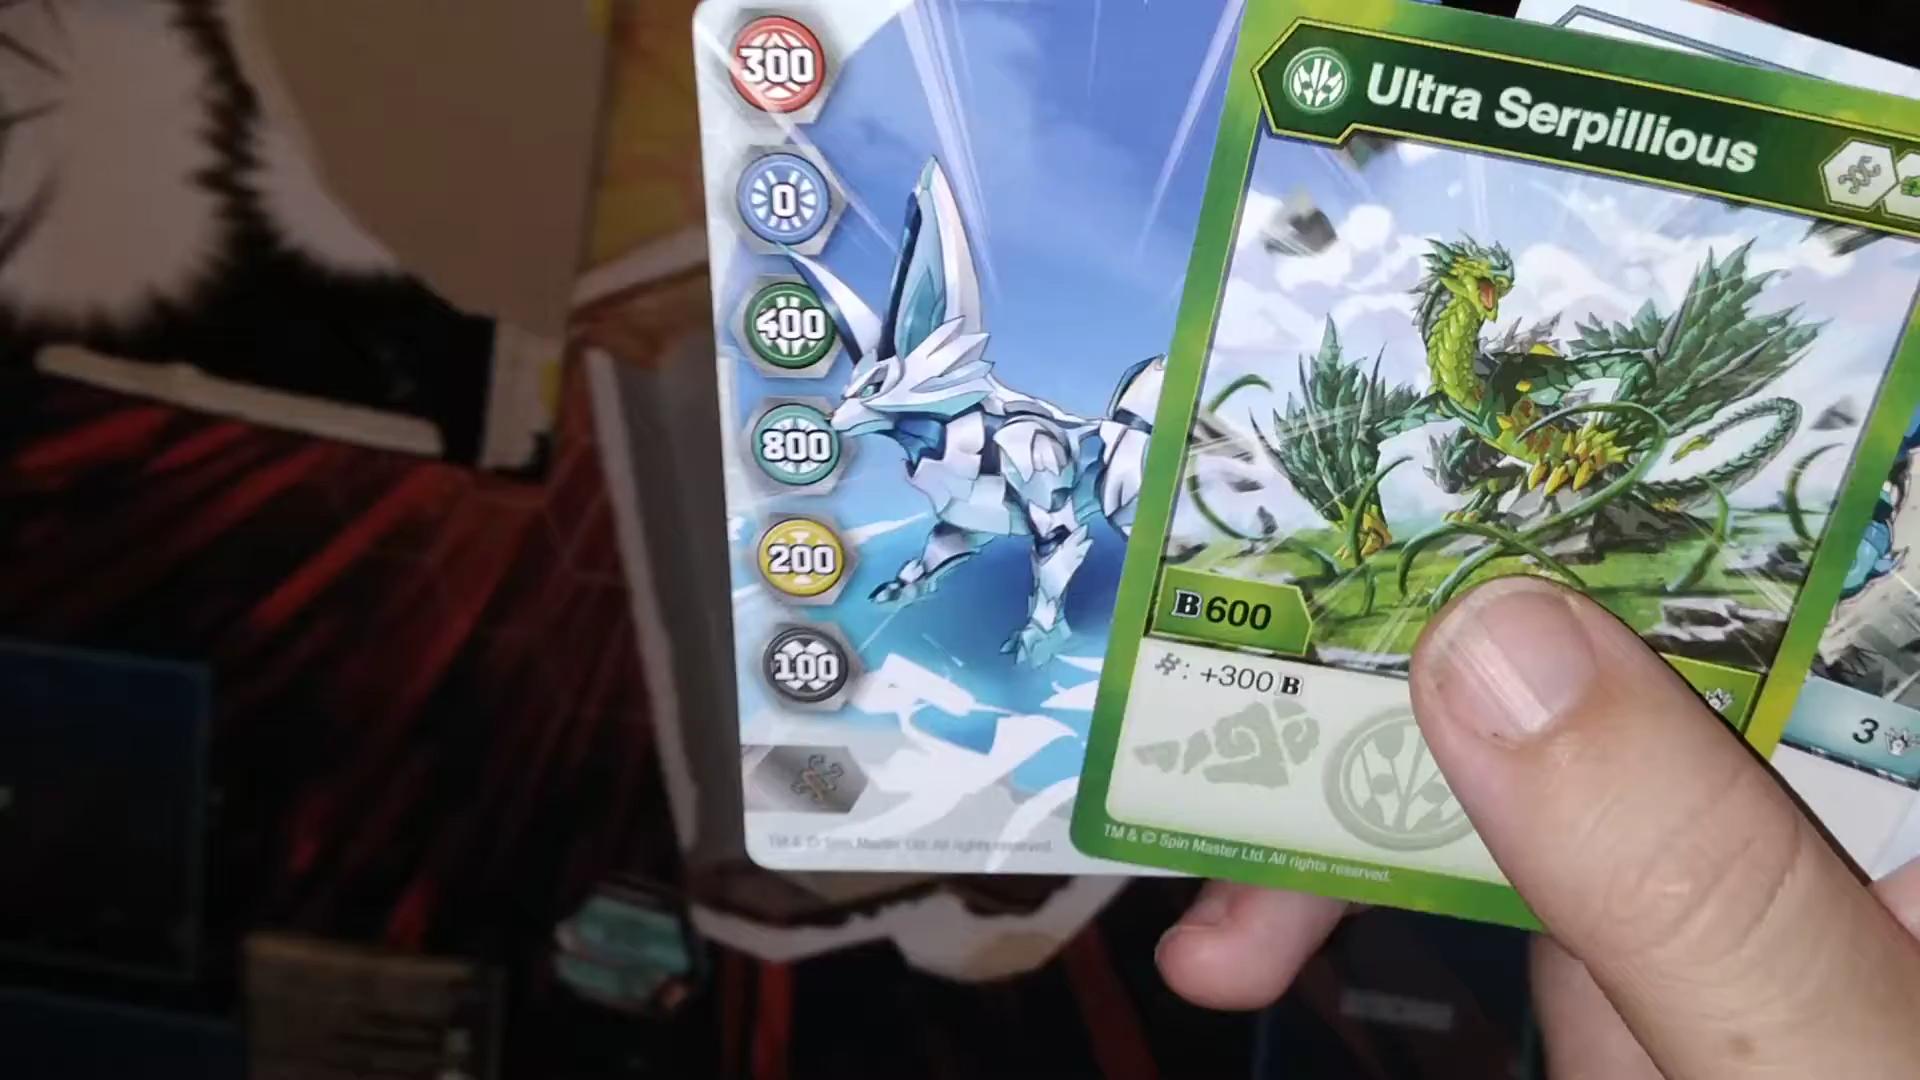 300
0
400
800
200
100
TM & © Spin Master Ltd. All rights reserved.
Ultra Serpillious
B 600
: +300 B
TM & © Spin Master Ltd. All rights reserved.
3